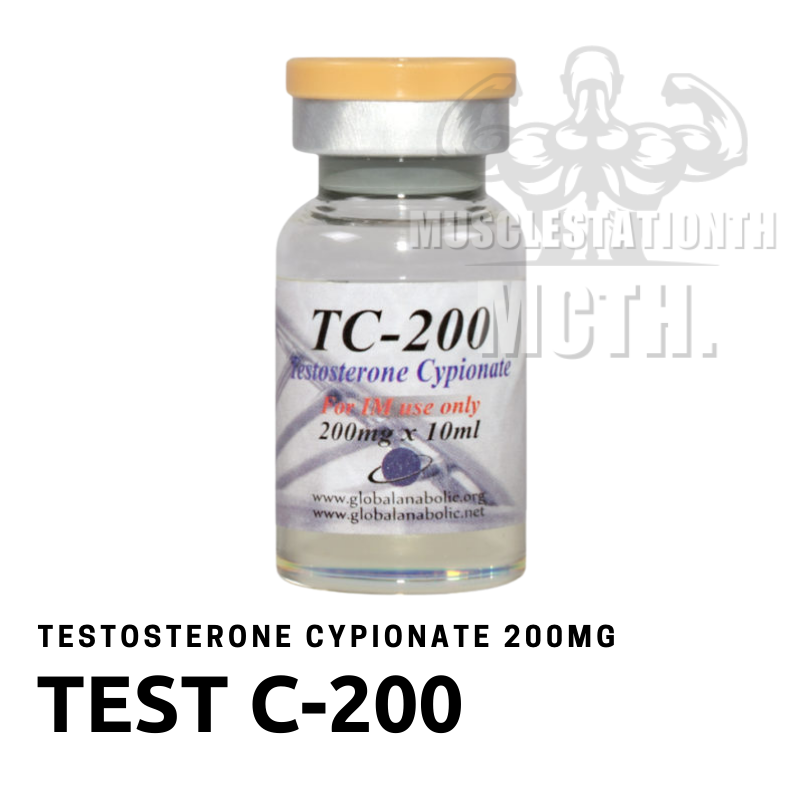 MUSCLESTATIONTH
MCTH.
TC-200
Testosterone Cypionate
For IM use only
200mg x 10ml
www.globalanabolic.org
www.globalanabolic.net
TESTOSTERONE CYPIONATE 200MG
TEST C-200